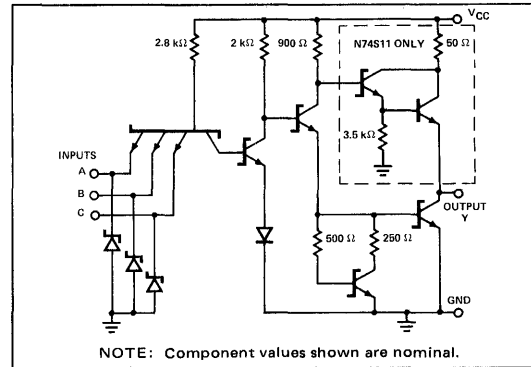 VCC
2.8 kΩ
2 kΩ
900 Ω
N74S11 ONLY
50 Ω
3.5 kΩ
INPUTS
A
B
C
OUTPUT
Y
500 Ω
250 Ω
GND
NOTE: Component values shown are nominal.